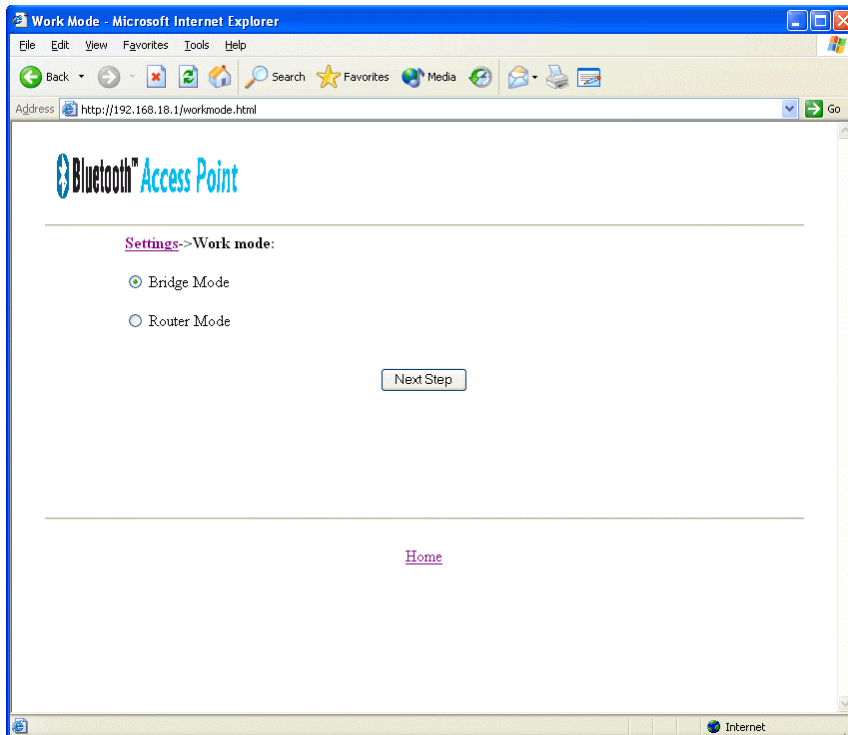 Work Mode - Microsoft Internet Explorer
File Edit View Favorites Tools Help
Back Search Favorites Media
Address http://192.168.18.1/workmode.html Go
Bluetooth™ Access Point
Settings->Work mode:
Bridge Mode
Router Mode
Next Step
Home
Internet